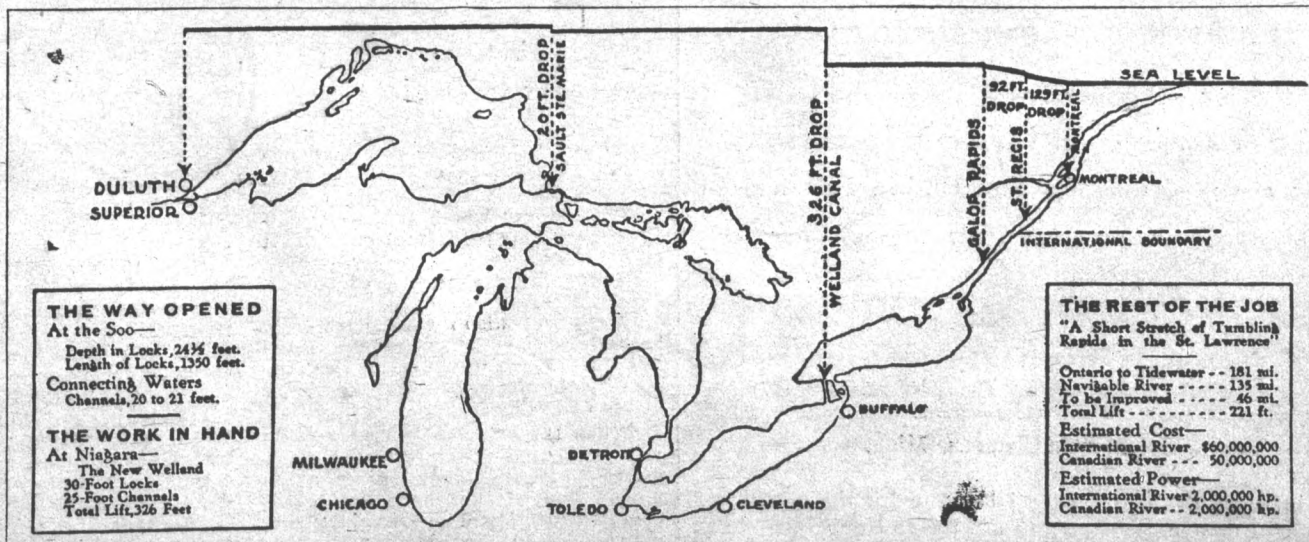 SEA LEVEL
20 FT. DROP
SAULT STE. MARIE
326 FT. DROP
WELLAND CANAL
92 FT.
DROP
129 FT.
DROP
MONTREAL
GALOP RAPIDS
ST. REGIS
DULUTH
SUPERIOR
MONTREAL
INTERNATIONAL BOUNDARY
BUFFALO
MILWAUKEE
DETROIT
CHICAGO
TOLEDO
CLEVELAND
THE WAY OPENED
At the Soo—
Depth in Locks, 24½ feet.
Length of Locks, 1350 feet.
Connecting Waters
Channels, 20 to 21 feet.
THE WORK IN HAND
At Niagara—
The New Welland
30-Foot Locks
25-Foot Channels
Total Lift, 326 Feet
THE REST OF THE JOB
"A Short Stretch of Tumbling
Rapids in the St. Lawrence"
Ontario to Tidewater -- 181 mi.
Navigable River ------ 135 mi.
To be Improved ----- 46 mi.
Total Lift --------- 221 ft.
Estimated Cost—
International River $60,000,000
Canadian River --- 50,000,000
Estimated Power—
International River 2,000,000 hp.
Canadian River -- 2,000,000 hp.